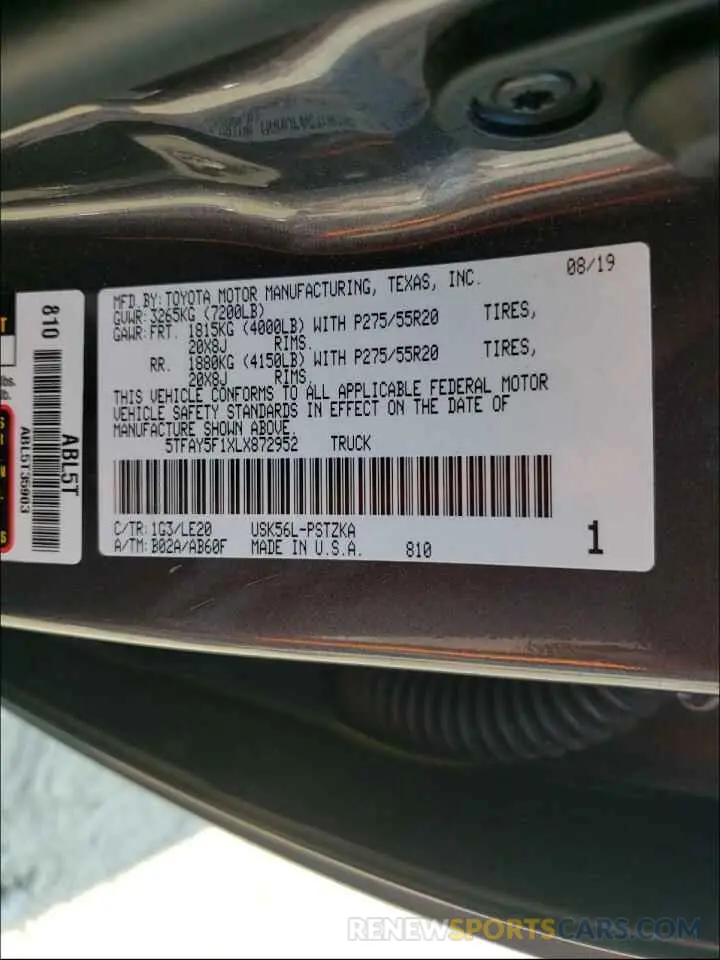 MFD. BY: TOYOTA MOTOR MANUFACTURING, TEXAS, INC. 08/19
GVWR: 3265KG (7200LB)
GAWR: FRT. 1815KG (4000LB) WITH P275/55R20 TIRES,
20X8J RIMS.
RR. 1880KG (4150LB) WITH P275/55R20 TIRES,
20X8J RIMS.
THIS VEHICLE CONFORMS TO ALL APPLICABLE FEDERAL MOTOR
VEHICLE SAFETY STANDARDS IN EFFECT ON THE DATE OF
MANUFACTURE SHOWN ABOVE.
5TFAY5F1XLX872952 TRUCK
C/TR: 1G3/LE20 USK56L-PSTZKA
A/TM: B02A/AB60F MADE IN U.S.A. 810
1
810
ABL5T
ABL5T35903
RENEWSPORTSCARS.COM